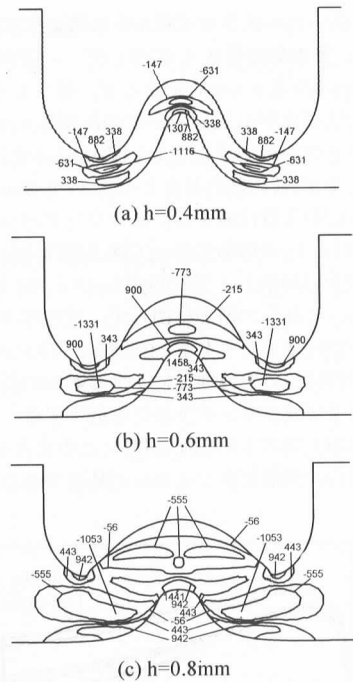 -147 -631
-147 338 1307 338 338 -147
882 882 882
-631 -1116 -631
338 338
(a) h=0.4mm
-773
900 -215
-1331 343 -1331 343
900 1458 343 900
-215
-773
343
(b) h=0.6mm
-555
-56 -56
-1053 -1053
443 443
942 942
-555 1441 -555
942
443
-56
443
942
(c) h=0.8mm